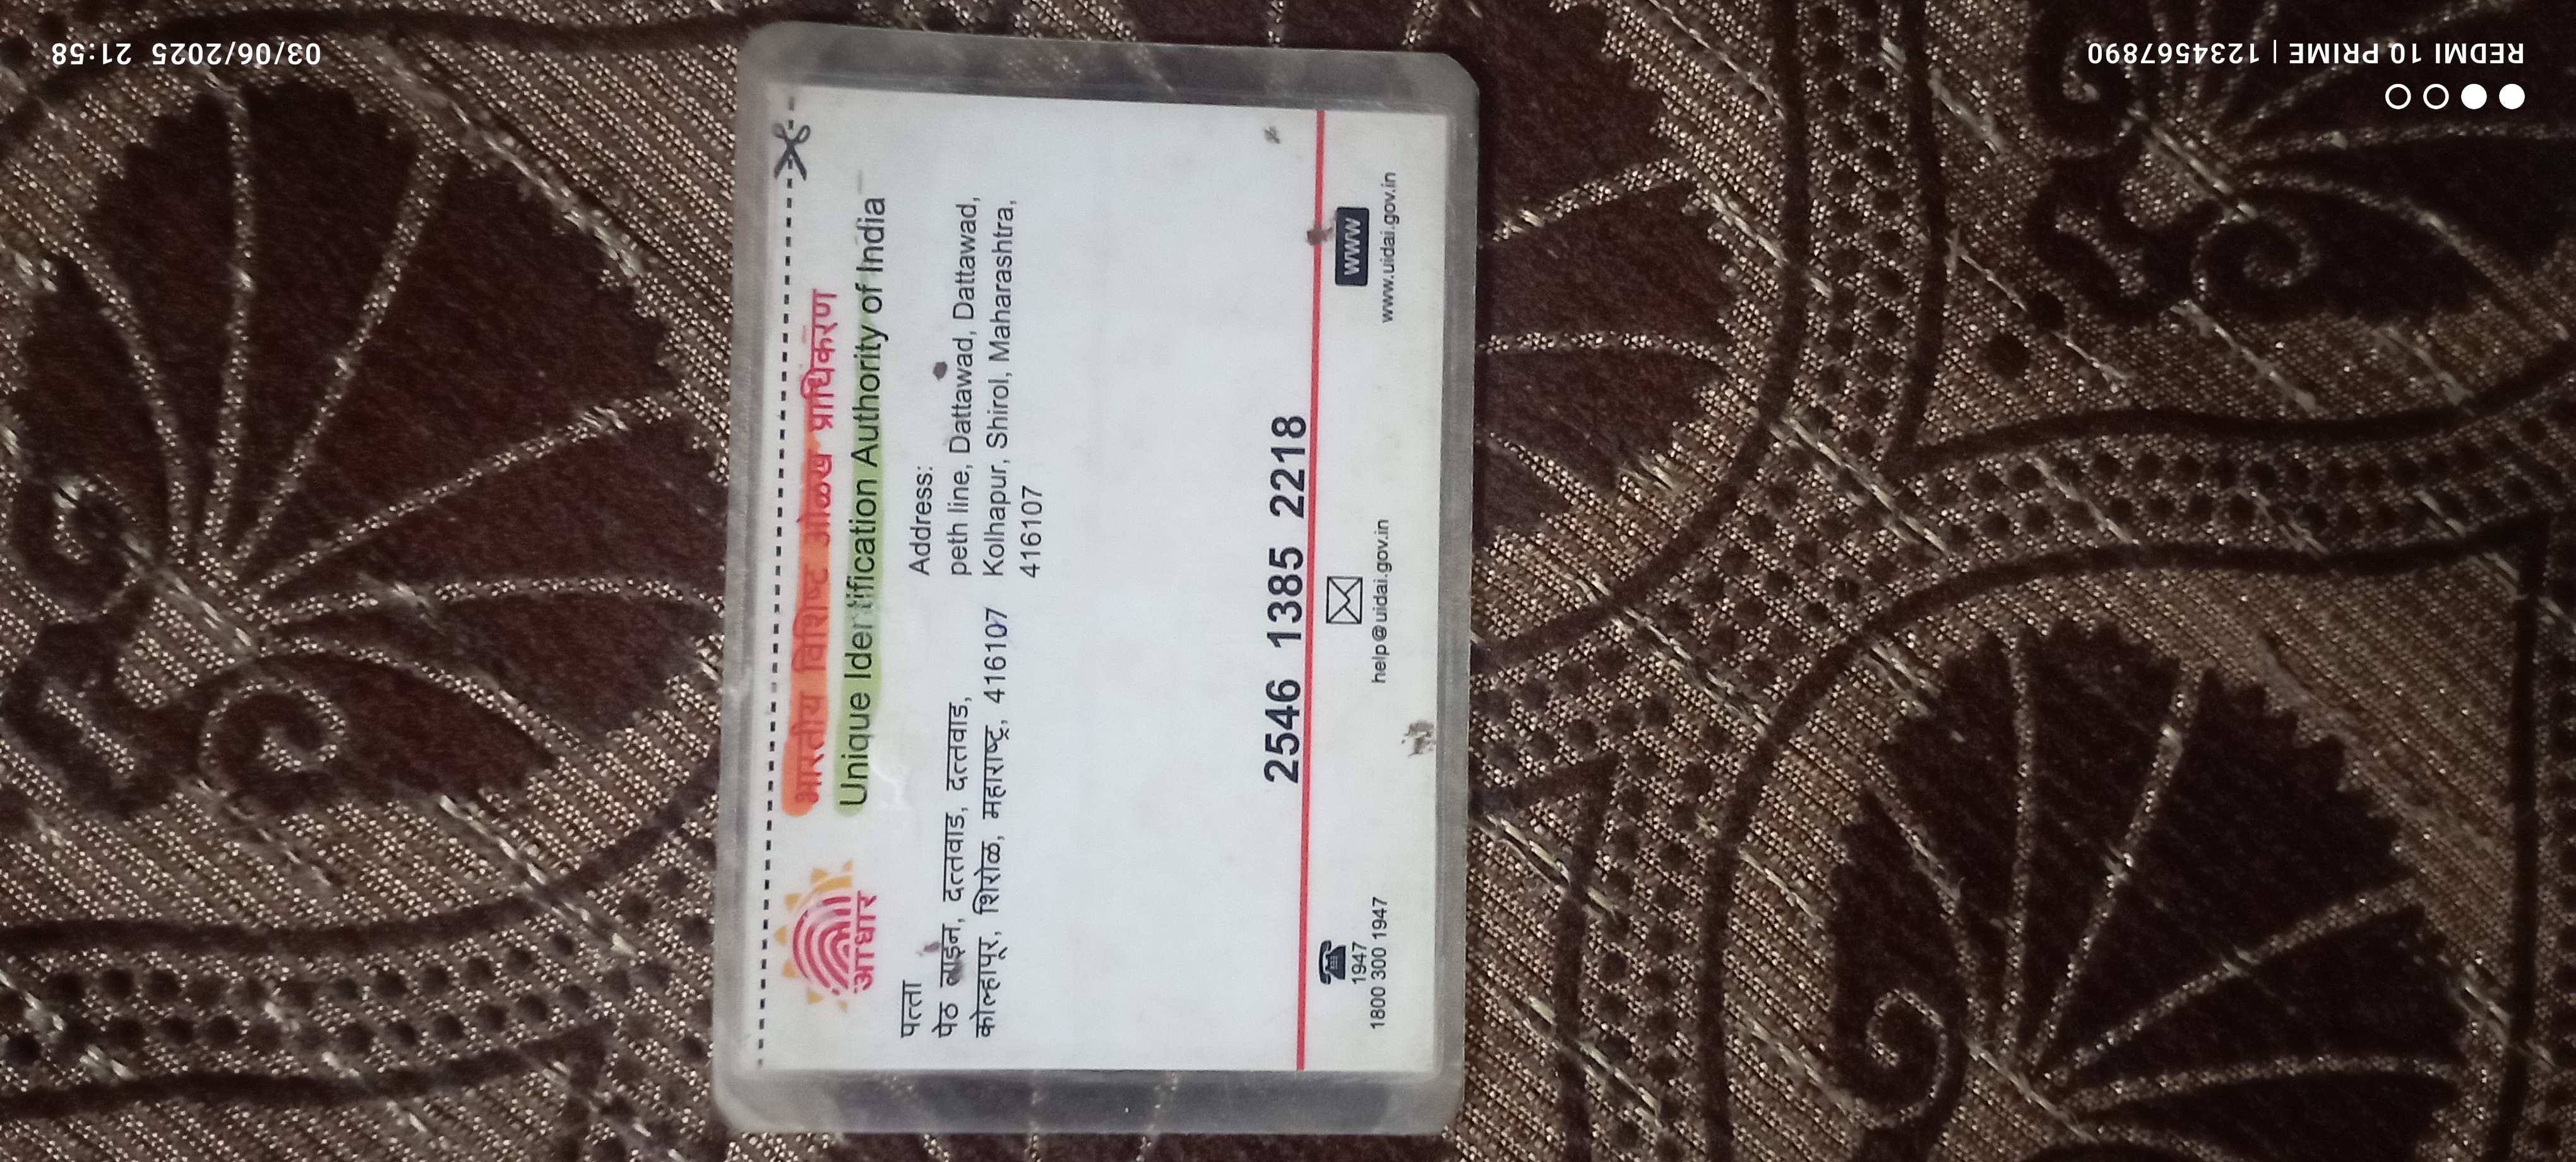 भारतीय विशिष्ट ओळख प्राधिकरण
Unique Identification Authority of India
आधार
पत्ता
पेठ लाईन, दत्तवाड, दत्तवाड,
कोल्हापूर, शिरोळ, महाराष्ट्र, 416107
Address:
peth line, Dattawad, Dattawad,
Kolhapur, Shirol, Maharashtra,
416107
2546 1385 2218
1947
1800 300 1947
help@uidai.gov.in
www
www.uidai.gov.in
REDMI 10 PRIME | 1234567890
03/06/2025 21:58